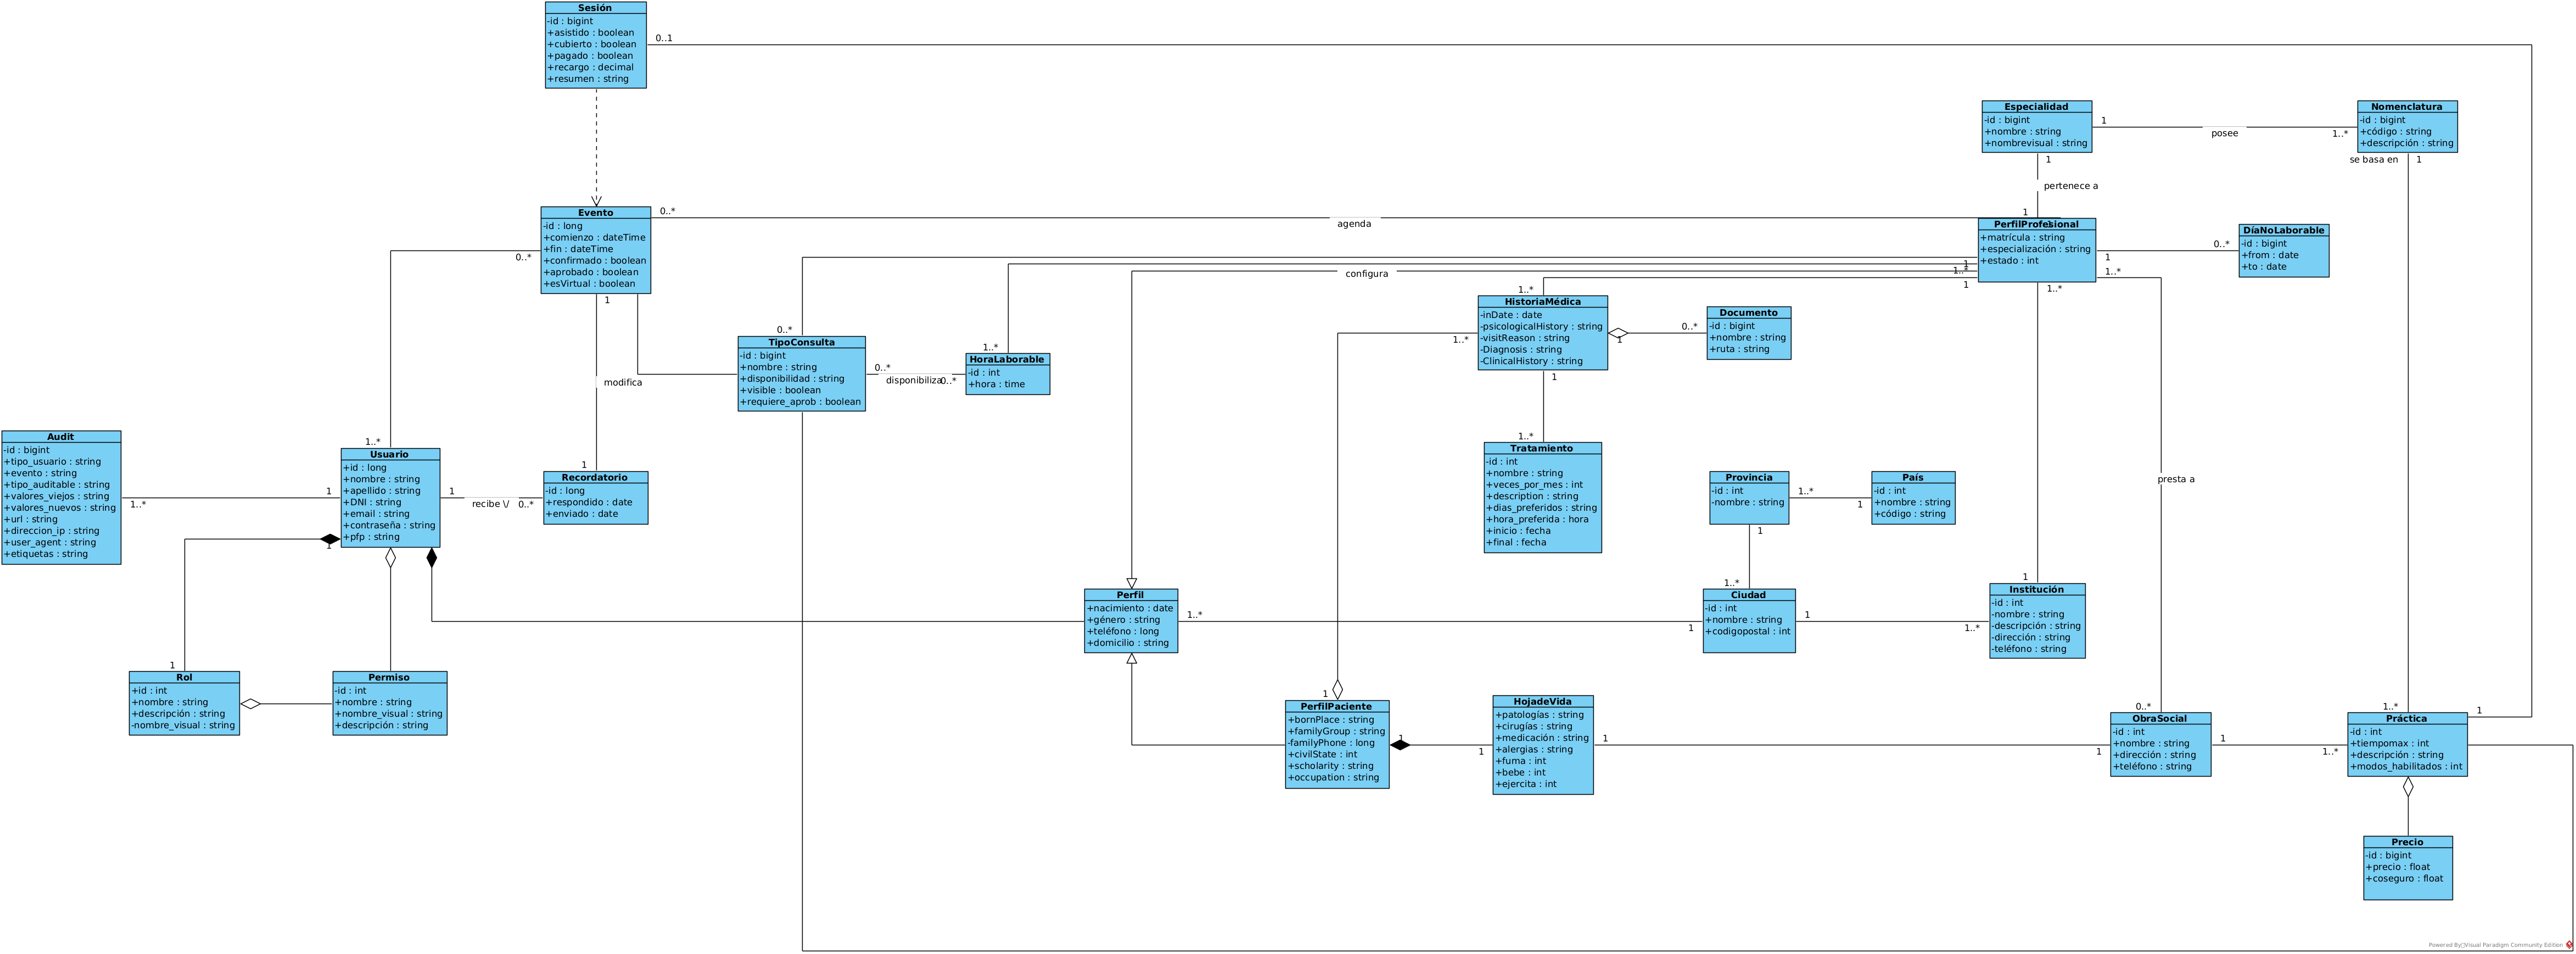 Sesión
-id : bigint
+asistido : boolean
+cubierto : boolean
+pagado : boolean
+recargo : decimal
+resumen : string
0..1
Especialidad
-id : bigint
+nombre : string
+nombrevisual : string
1
posee
1..*
Nomenclatura
-id : bigint
+código : string
+descripción : string
1
pertenece a
1
se basa en
1
Evento
-id : long
+comienzo : dateTime
+fin : dateTime
+confirmado : boolean
+aprobado : boolean
+esVirtual : boolean
0..*
agenda
1
0..*
1
PerfilProfesional
+matrícula : string
+especialización : string
+estado : int
1
0..*
DíaNoLaborable
-id : bigint
+from : date
+to : date
configura
1
1..*
1
1..*
1..*
1..*
HistoriaMédica
-inDate : date
-psicologicalHistory : string
-visitReason : string
-Diagnosis : string
-ClinicalHistory : string
1..*
1
0..*
Documento
-id : bigint
+nombre : string
+ruta : string
0..*
TipoConsulta
-id : bigint
+nombre : string
+disponibilidad : string
+visible : boolean
+requiere_aprob : boolean
0..*
disponibiliza
0..*
1..*
HoraLaborable
-id : int
+hora : time
modifica
1
1
1..*
Audit
-id : bigint
+tipo_usuario : string
+evento : string
+tipo_auditable : string
+valores_viejos : string
+valores_nuevos : string
+url : string
+direccion_ip : string
+user_agent : string
+etiquetas : string
1..*
1
Usuario
+id : long
+nombre : string
+apellido : string
+DNI : string
+email : string
+contraseña : string
+pfp : string
1
recibe \/
0..*
Recordatorio
-id : long
+respondido : date
+enviado : date
1
1..*
Tratamiento
-id : int
+nombre : string
+veces_por_mes : int
+description : string
+dias_preferidos : string
+hora_preferida : hora
+inicio : fecha
+final : fecha
Provincia
-id : int
-nombre : string
1..*
1
País
-id : int
+nombre : string
+código : string
presta a
1
1
1..*
1
Perfil
+nacimiento : date
+género : string
+teléfono : long
+domicilio : string
1..*
1
Ciudad
-id : int
+nombre : string
+codigopostal : int
1
1..*
Institución
-id : int
-nombre : string
-descripción : string
-dirección : string
-teléfono : string
1
Rol
+id : int
+nombre : string
+descripción : string
-nombre_visual : string
Permiso
-id : int
+nombre : string
+nombre_visual : string
+descripción : string
1
PerfilPaciente
+bornPlace : string
+familyGroup : string
-familyPhone : long
+civilState : int
+scholarity : string
+occupation : string
1
1
HojadeVida
+patologías : string
+cirugías : string
+medicación : string
+alergias : string
+fuma : int
+bebe : int
+ejercita : int
1
1
0..*
ObraSocial
-id : int
+nombre : string
+dirección : string
+teléfono : string
1
1..*
1..*
1
Práctica
-id : int
+tiempomax : int
+descripción : string
+modos_habilitados : int
Precio
-id : bigint
+precio : float
+coseguro : float
Powered By Visual Paradigm Community Edition